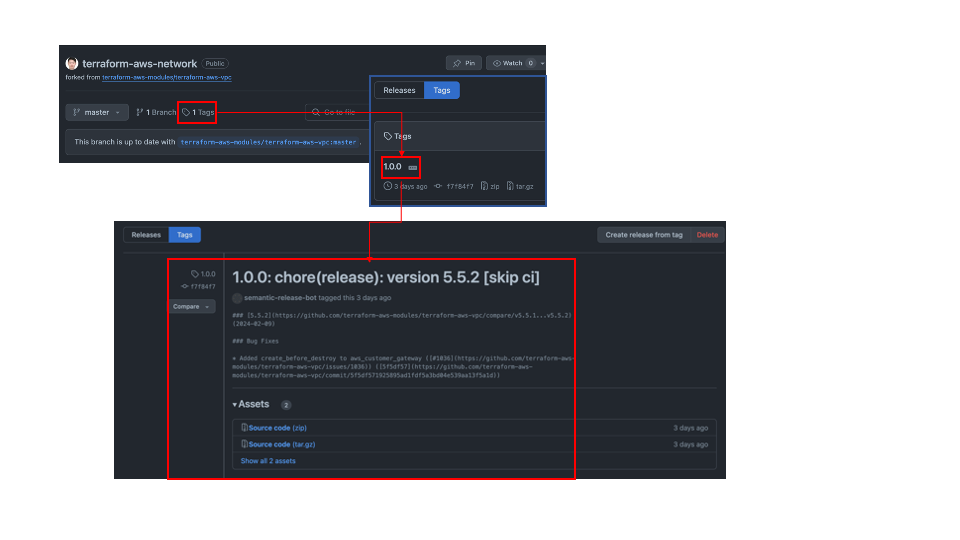 terraform-aws-network Public
Pin
Watch 0
forked from terraform-aws-modules/terraform-aws-vpc
master
1 Branch
1 Tags
Go to file
This branch is up to date with terraform-aws-modules/terraform-aws-vpc:master .
Releases
Tags
Tags
1.0.0
3 days ago
f7f84f7
zip
tar.gz
Releases
Tags
Create release from tag
Delete
1.0.0
f7f84f7
Compare
1.0.0: chore(release): version 5.5.2 [skip ci]
semantic-release-bot tagged this 3 days ago
### [5.5.2](https://github.com/terraform-aws-modules/terraform-aws-vpc/compare/v5.5.1...v5.5.2)
(2024-02-09)
### Bug Fixes
* Added create_before_destroy to aws_customer_gateway ([#1036](https://github.com/terraform-aws-
modules/terraform-aws-vpc/issues/1036)) ([5f5df57](https://github.com/terraform-aws-
Assets 2
Source code (zip)
3 days ago
Source code (tar.gz)
3 days ago
Show all 2 assets